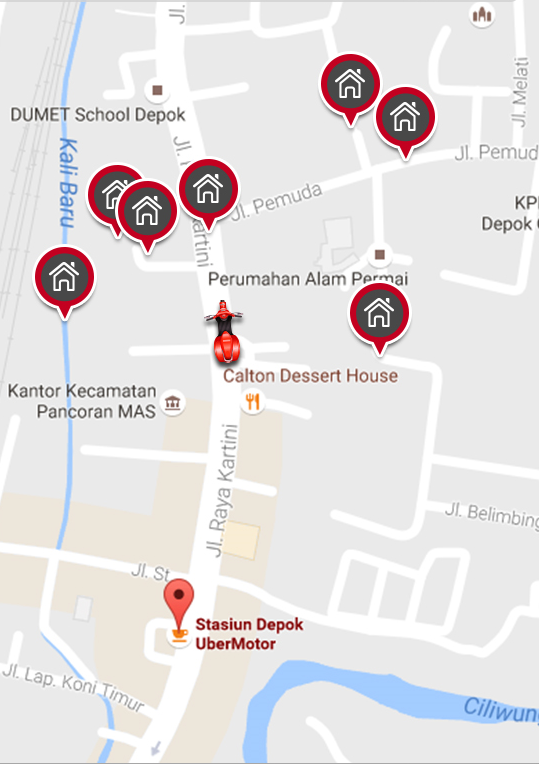 Jl.
Jl. Melati
DUMET School Depok
Kali Baru
Jl. Pemud
Jl. Pemuda
KPI
Depok
Kartini
Perumahan Alam Permai
Calton Dessert House
Kantor Kecamatan
Pancoran MAS
Jl. Raya Kartini
Jl. Belimbing
Jl. St
Stasiun Depok
UberMotor
Jl. Lap. Koni Timur
Ciliwung